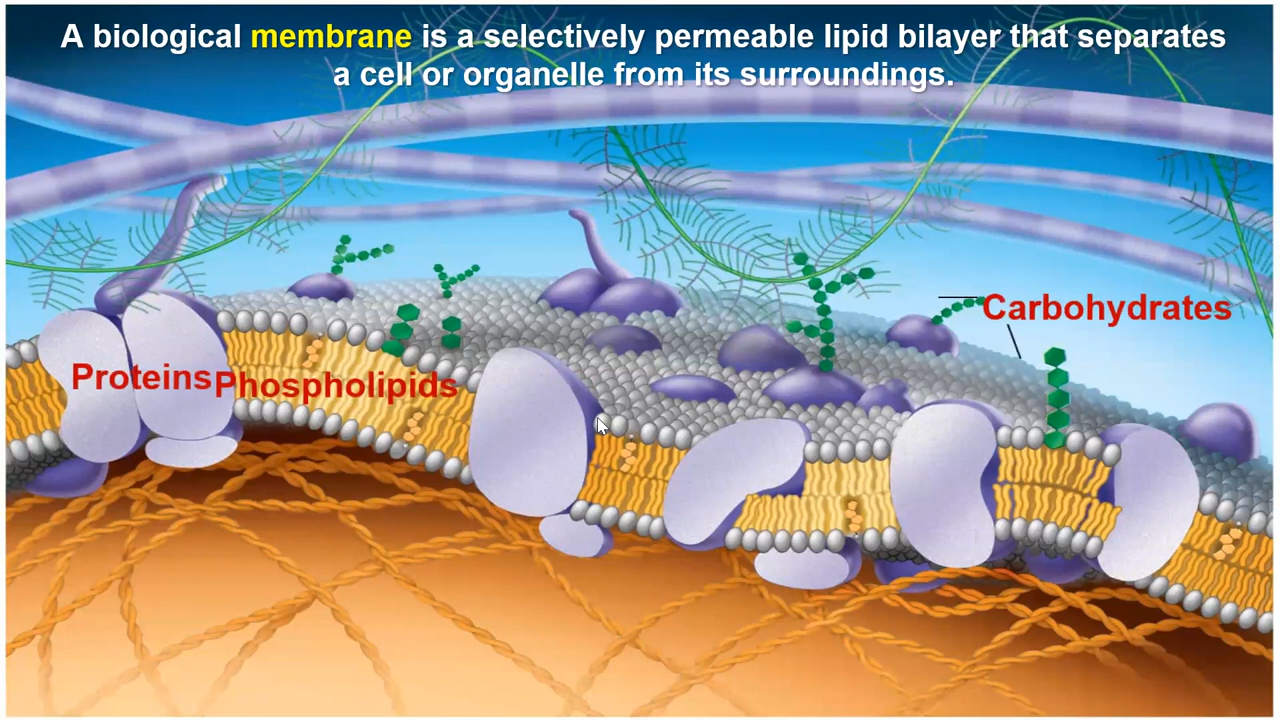 A biological membrane is a selectively permeable lipid bilayer that separates
a cell or organelle from its surroundings.
Carbohydrates
Proteins
Phospholipids